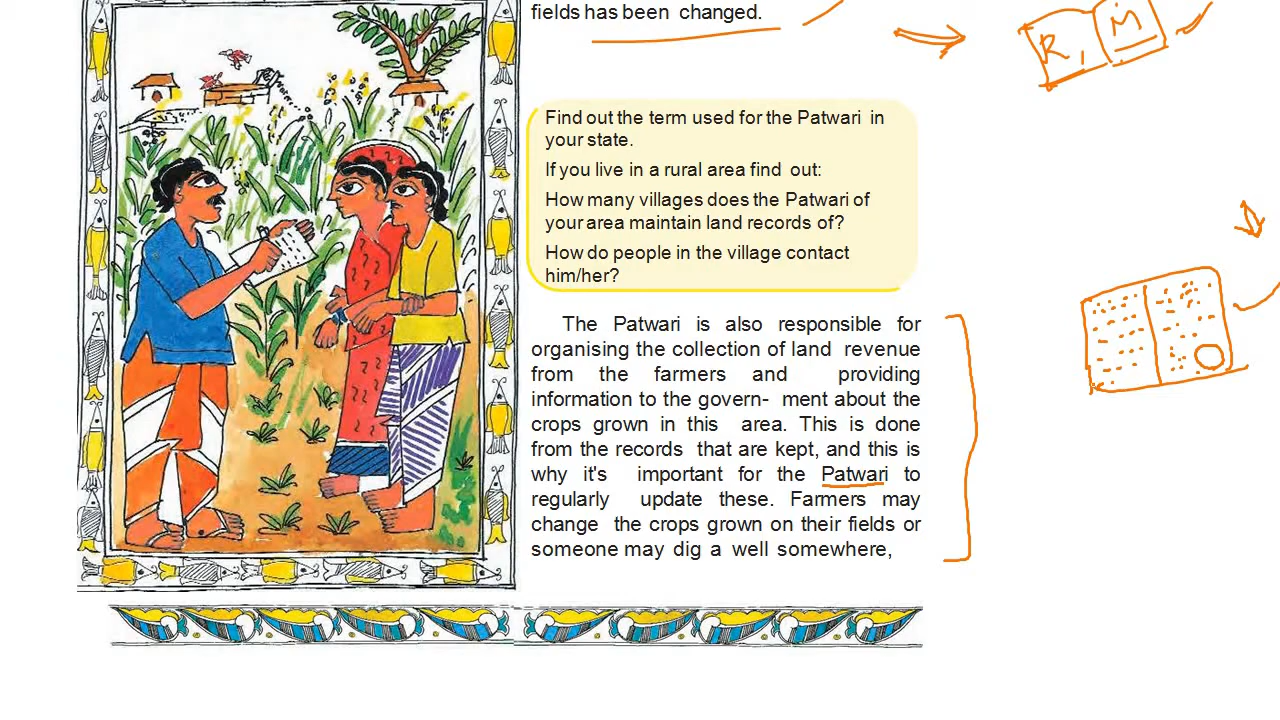 fields has been changed.
R, M
Find out the term used for the Patwari in
your state.
If you live in a rural area find out:
How many villages does the Patwari of
your area maintain land records of?
How do people in the village contact
him/her?
The Patwari is also responsible for
organising the collection of land revenue
from the farmers and providing
information to the govern- ment about the
crops grown in this area. This is done
from the records that are kept, and this is
why it's important for the Patwari to
regularly update these. Farmers may
change the crops grown on their fields or
someone may dig a well somewhere,